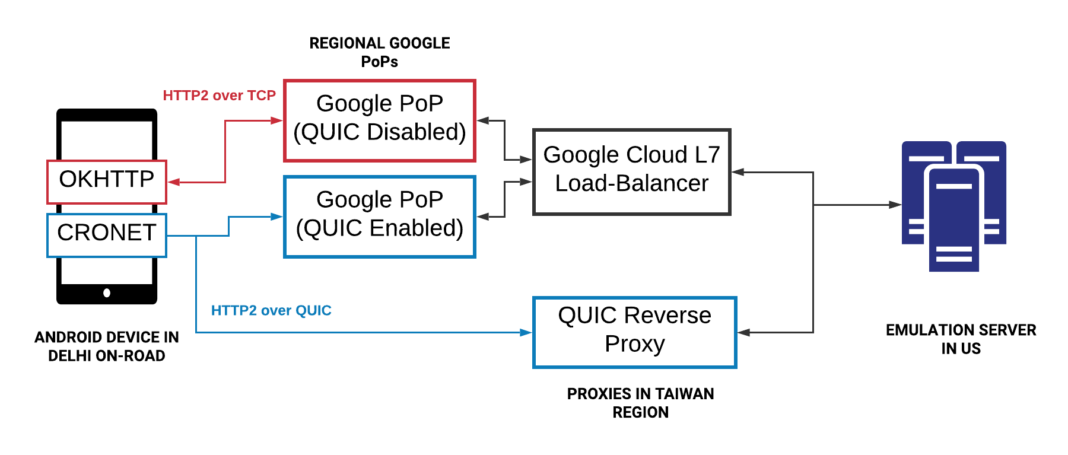 REGIONAL GOOGLE
PoPs
HTTP2 over TCP
Google PoP
(QUIC Disabled)
Google Cloud L7
Load-Balancer
OKHTTP
Google PoP
(QUIC Enabled)
CRONET
HTTP2 over QUIC
QUIC Reverse
Proxy
ANDROID DEVICE IN
DELHI ON-ROAD
EMULATION SERVER
IN US
PROXIES IN TAIWAN
REGION